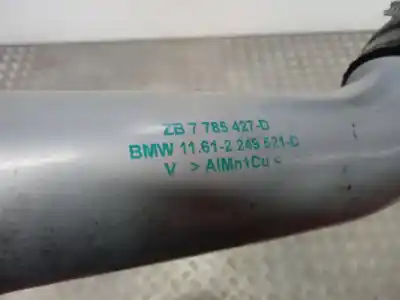 ZB 7 785 427-D
BMW 11.61-2 249 521-C
V > AlMn1Cu <